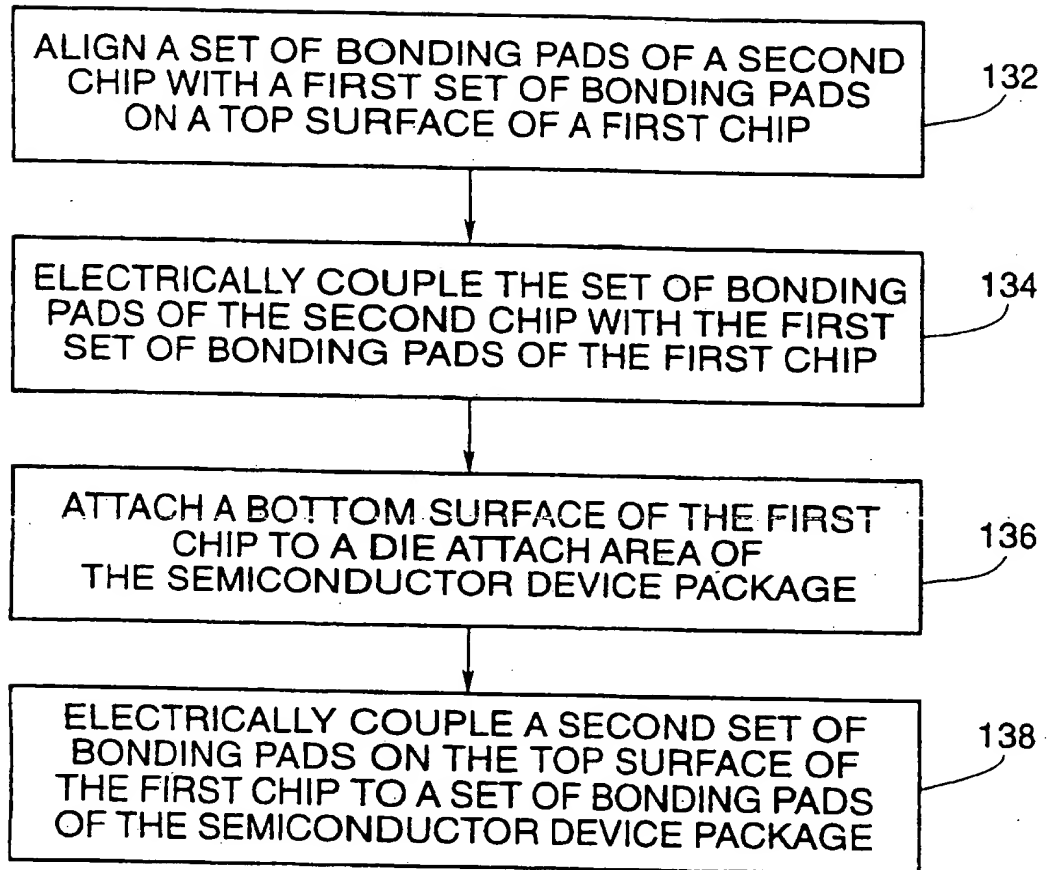 ALIGN A SET OF BONDING PADS OF A SECOND
CHIP WITH A FIRST SET OF BONDING PADS
ON A TOP SURFACE OF A FIRST CHIP
132
ELECTRICALLY COUPLE THE SET OF BONDING
PADS OF THE SECOND CHIP WITH THE FIRST
SET OF BONDING PADS OF THE FIRST CHIP
134
ATTACH A BOTTOM SURFACE OF THE FIRST
CHIP TO A DIE ATTACH AREA OF
THE SEMICONDUCTOR DEVICE PACKAGE
136
ELECTRICALLY COUPLE A SECOND SET OF
BONDING PADS ON THE TOP SURFACE OF
THE FIRST CHIP TO A SET OF BONDING PADS
OF THE SEMICONDUCTOR DEVICE PACKAGE
138